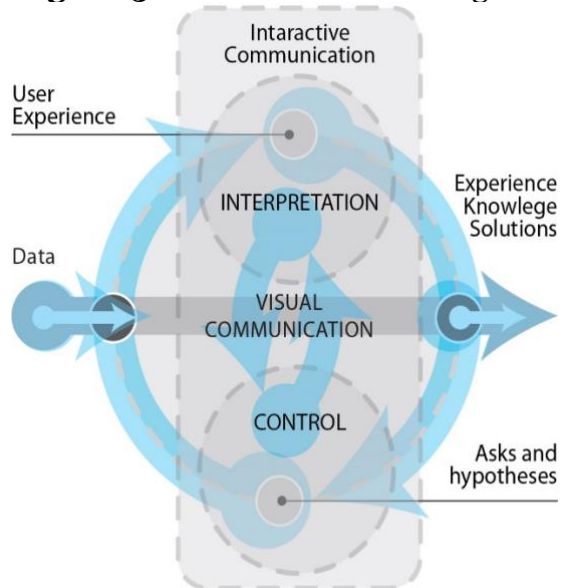 Intaractive
Communication
User
Experience
INTERPRETATION
Experience
Knowlege
Solutions
Data
VISUAL
COMMUNICATION
CONTROL
Asks and
hypotheses